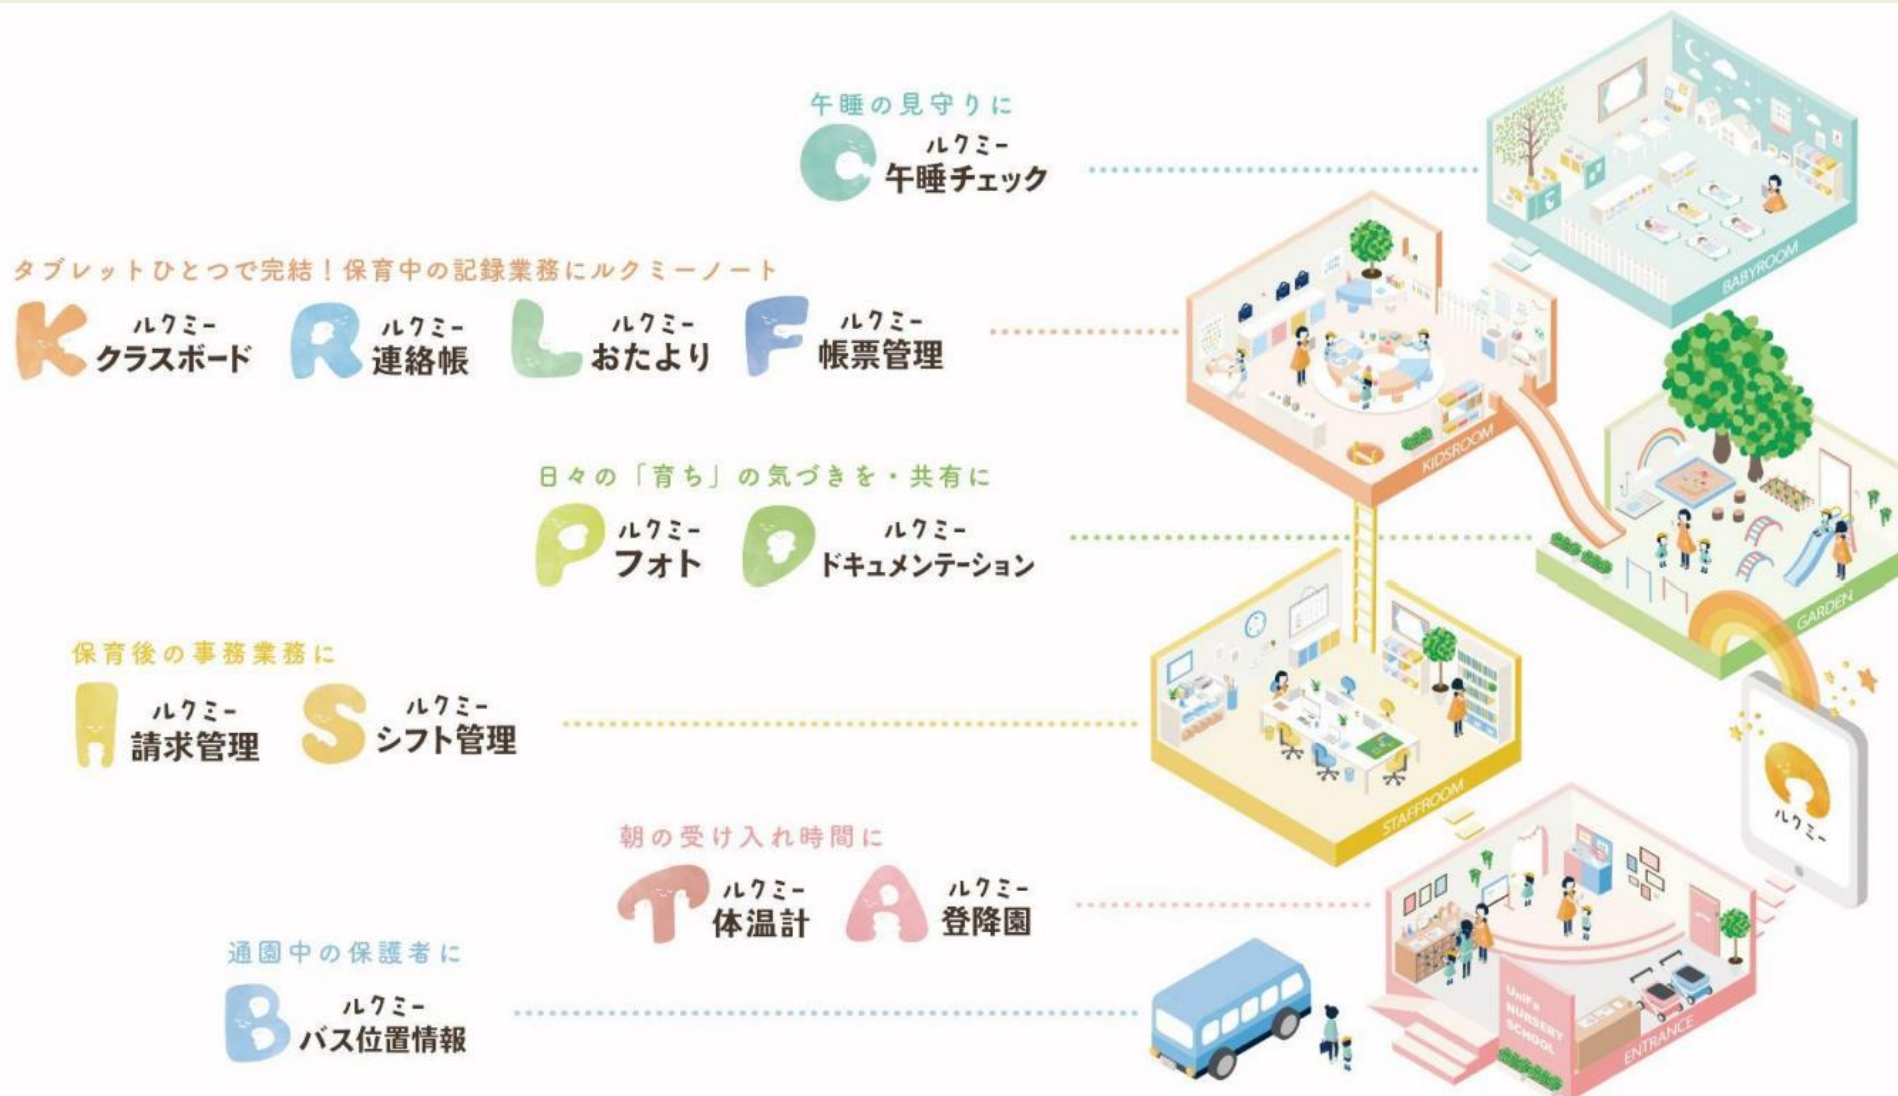 午睡の見守りに
C ルクミー
午睡チェック
BABYROOM
タブレットひとつで完結！保育中の記録業務にルクミーノート
K ルクミー
クラスボード
R ルクミー
連絡帳
L ルクミー
おたより
F ルクミー
帳票管理
KIDSROOM
日々の「育ち」の気づきを・共有に
P ルクミー
フォト
D ルクミー
ドキュメンテーション
GARDEN
保育後の事務業務に
I ルクミー
請求管理
S ルクミー
シフト管理
STAFFROOM
ルクミー
朝の受け入れ時間に
T ルクミー
体温計
A ルクミー
登降園
UniFa
NURSERY
SCHOOL
ENTRANCE
通園中の保護者に
B ルクミー
バス位置情報